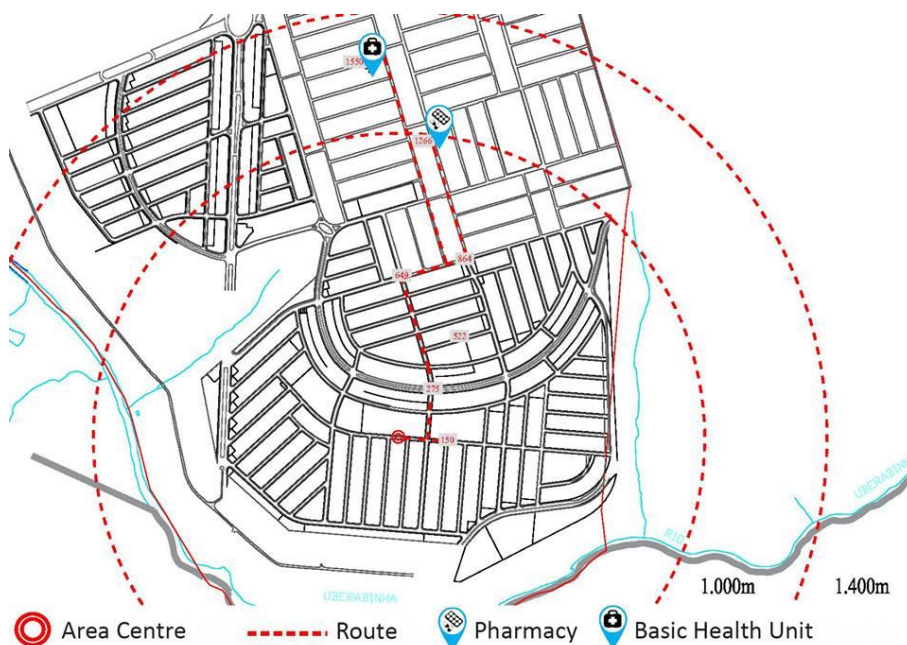 1550
1266
649
864
522
275
150
UBERABINHA
RIO
1.000m
1.400m
UBERABINHA
Area Centre
Route
Pharmacy
Basic Health Unit